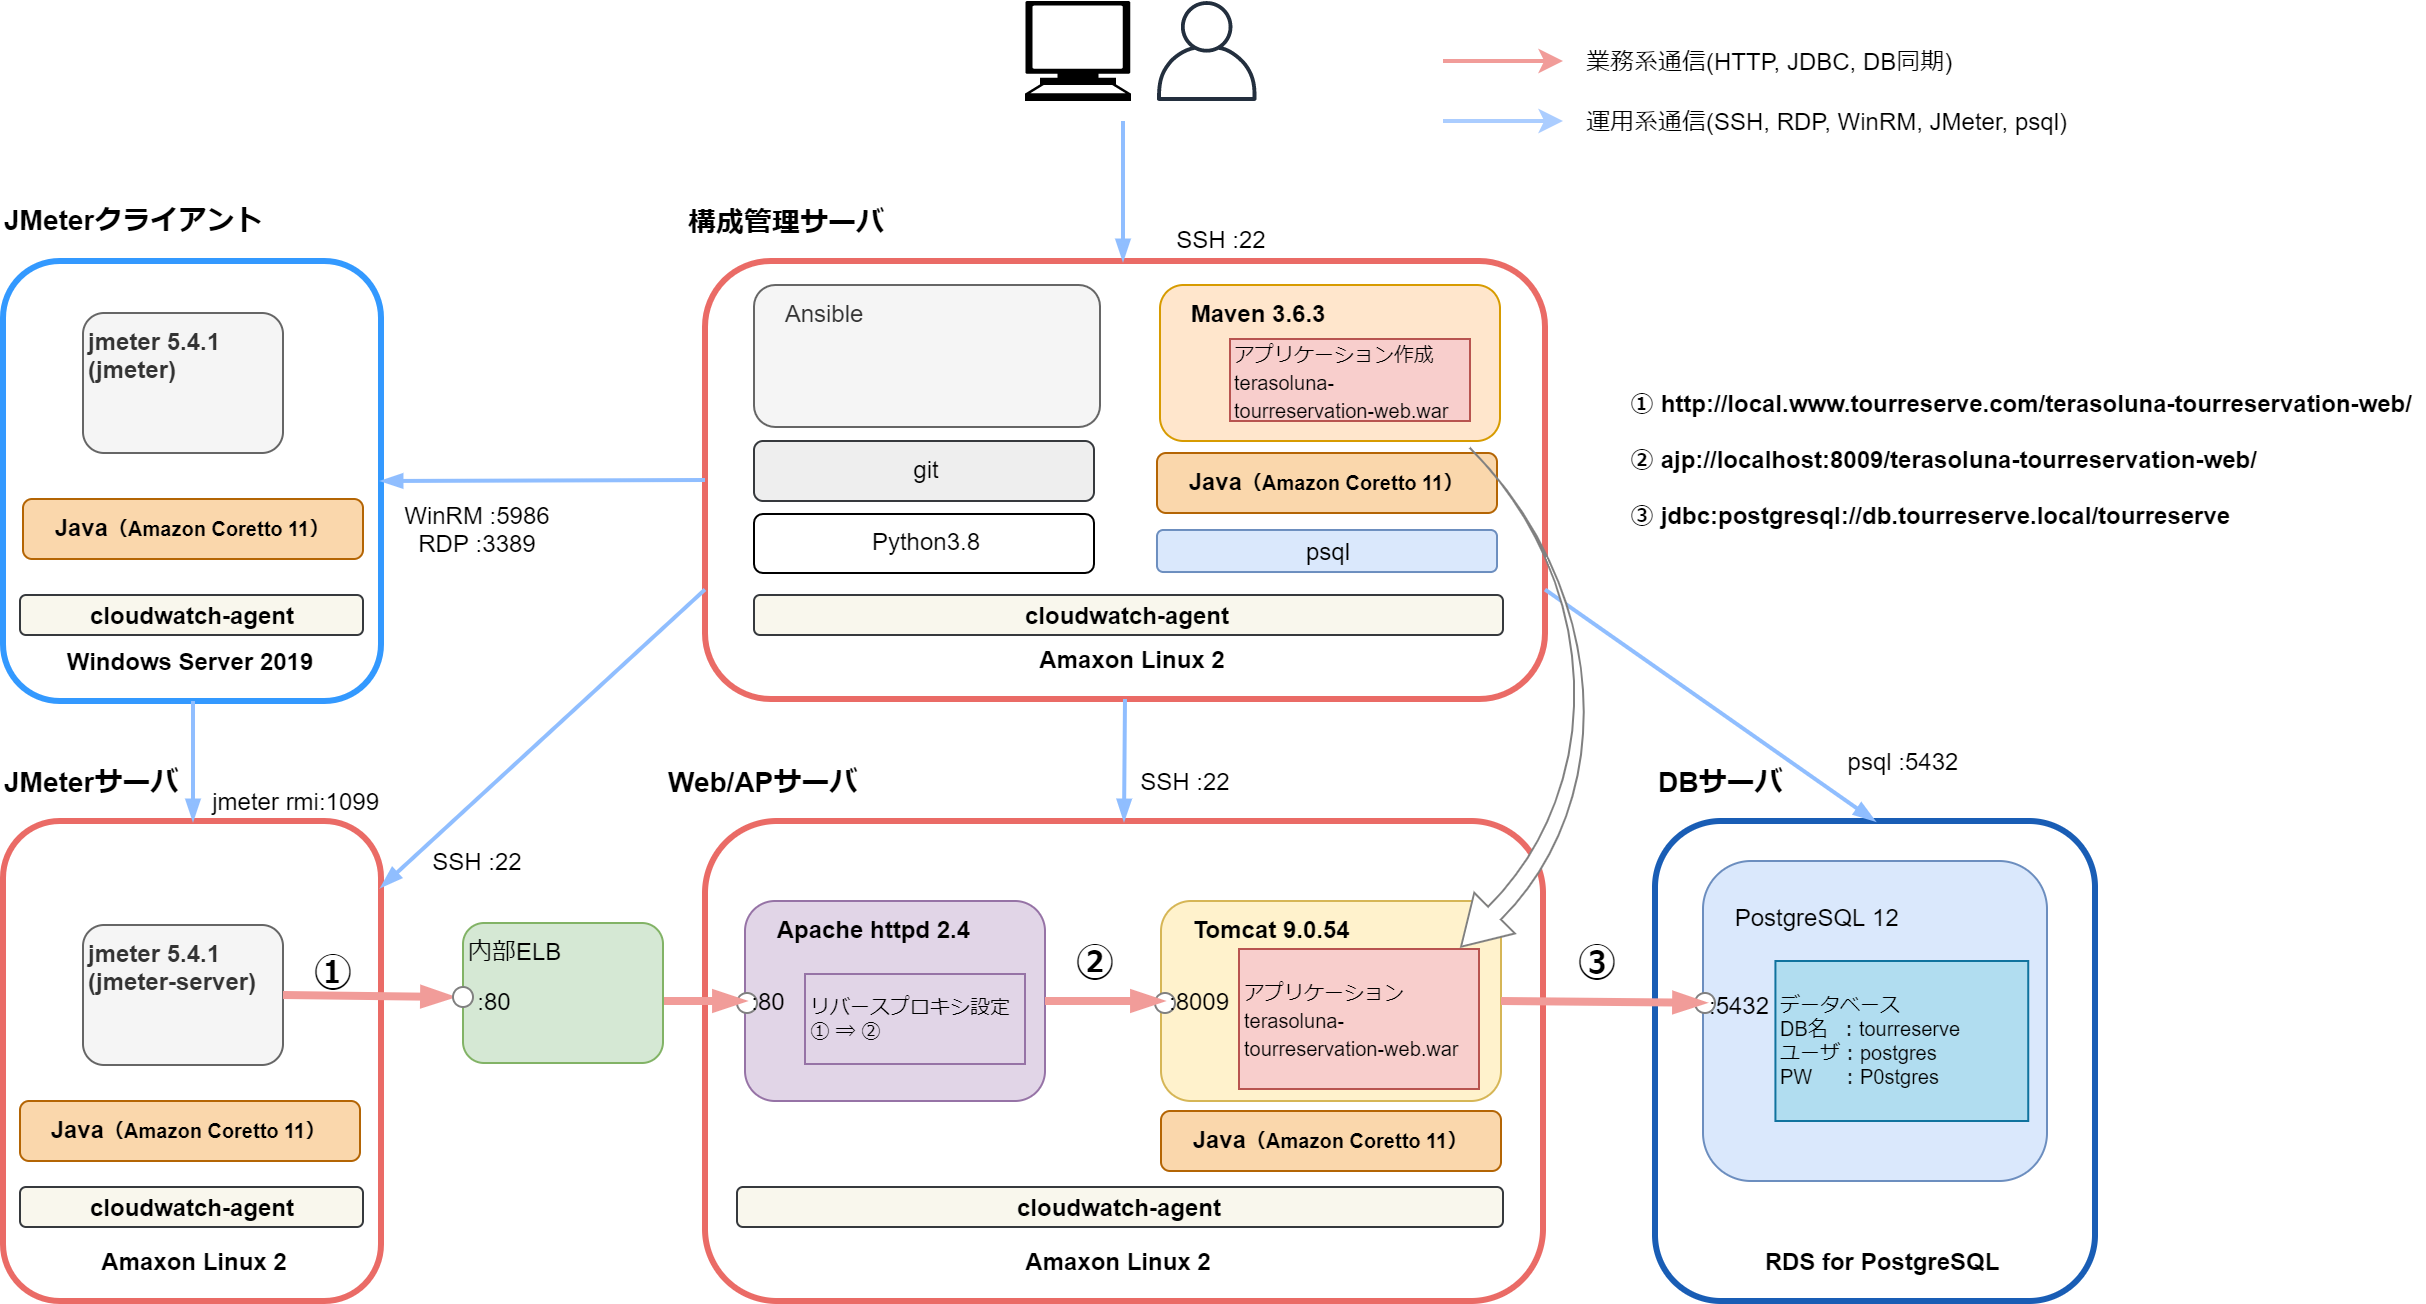 業務系通信(HTTP, JDBC, DB同期)
運用系通信(SSH, RDP, WinRM, JMeter, psql)
JMeterクライアント
構成管理サーバ
SSH :22
jmeter 5.4.1
(jmeter)
Java（Amazon Coretto 11）
cloudwatch-agent
Windows Server 2019
WinRM :5986
RDP :3389
Ansible
git
Python3.8
Maven 3.6.3
アプリケーション作成
terasoluna-
tourreservation-web.war
Java（Amazon Coretto 11）
psql
cloudwatch-agent
Amaxon Linux 2
① http://local.www.tourreserve.com/terasoluna-tourreservation-web/
② ajp://localhost:8009/terasoluna-tourreservation-web/
③ jdbc:postgresql://db.tourreserve.local/tourreserve
JMeterサーバ
jmeter rmi:1099
SSH :22
Web/APサーバ
SSH :22
DBサーバ
psql :5432
jmeter 5.4.1
(jmeter-server)
①
Java（Amazon Coretto 11）
cloudwatch-agent
Amaxon Linux 2
内部ELB
:80
Apache httpd 2.4
:80
リバースプロキシ設定
① ⇒ ②
②
Tomcat 9.0.54
:8009
アプリケーション
terasoluna-
tourreservation-web.war
Java（Amazon Coretto 11）
cloudwatch-agent
Amaxon Linux 2
③
PostgreSQL 12
:5432
データベース
DB名 : tourreserve
ユーザ : postgres
PW : P0stgres
RDS for PostgreSQL